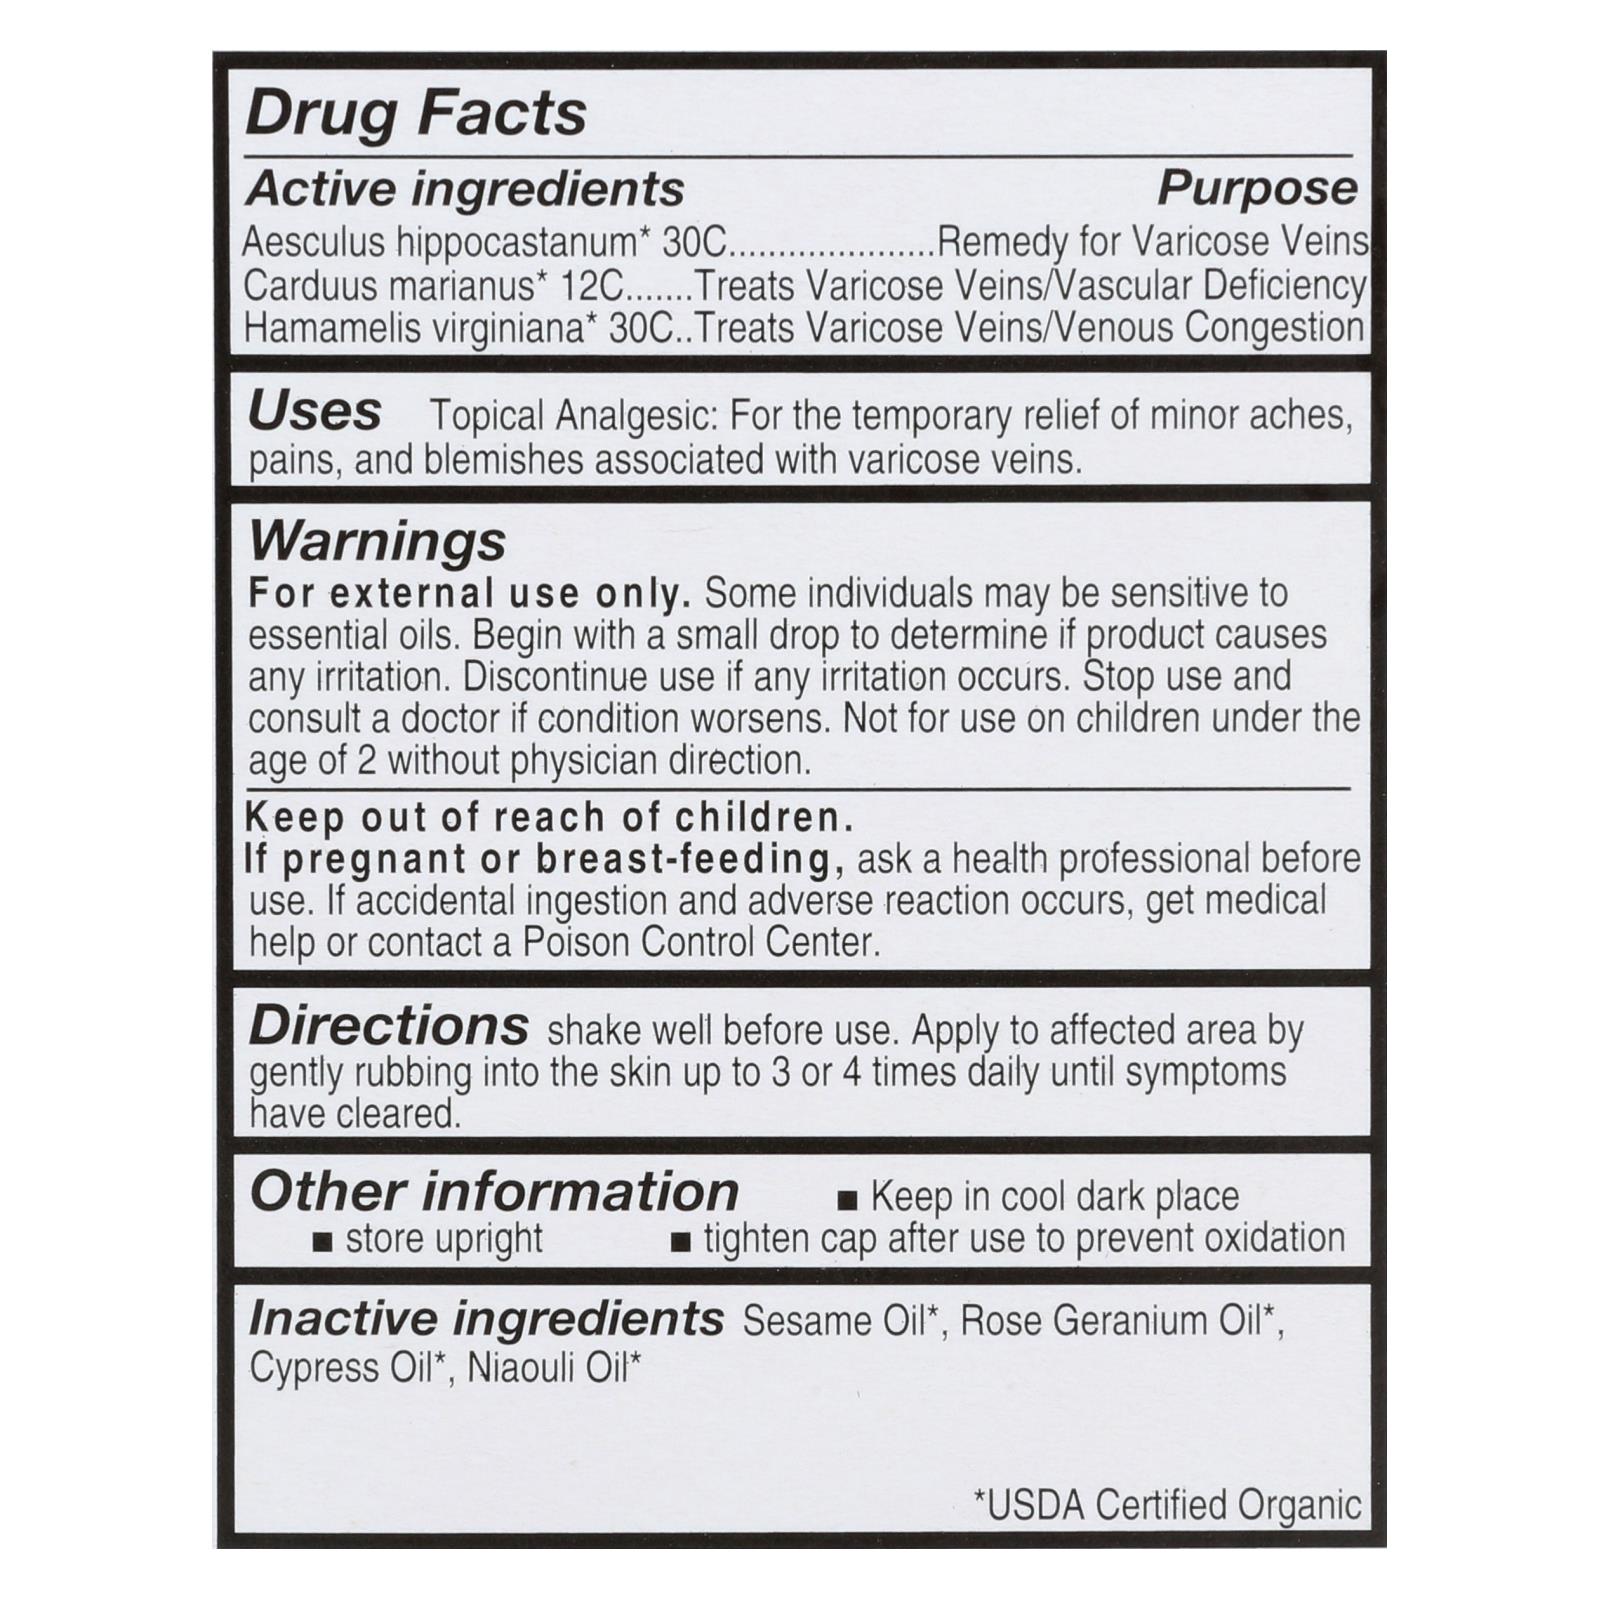 Drug Facts
Active ingredients Purpose
Aesculus hippocastanum* 30C.....................Remedy for Varicose Veins
Carduus marianus* 12C.......Treats Varicose Veins/Vascular Deficiency
Hamamelis virginiana* 30C..Treats Varicose Veins/Venous Congestion
Uses Topical Analgesic: For the temporary relief of minor aches,
pains, and blemishes associated with varicose veins.
Warnings
For external use only. Some individuals may be sensitive to
essential oils. Begin with a small drop to determine if product causes
any irritation. Discontinue use if any irritation occurs. Stop use and
consult a doctor if condition worsens. Not for use on children under the
age of 2 without physician direction.
Keep out of reach of children.
If pregnant or breast-feeding, ask a health professional before
use. If accidental ingestion and adverse reaction occurs, get medical
help or contact a Poison Control Center.
Directions shake well before use. Apply to affected area by
gently rubbing into the skin up to 3 or 4 times daily until symptoms
have cleared.
Other information ■ Keep in cool dark place
■ store upright ■ tighten cap after use to prevent oxidation
Inactive ingredients Sesame Oil*, Rose Geranium Oil*,
Cypress Oil*, Niaouli Oil*
*USDA Certified Organic